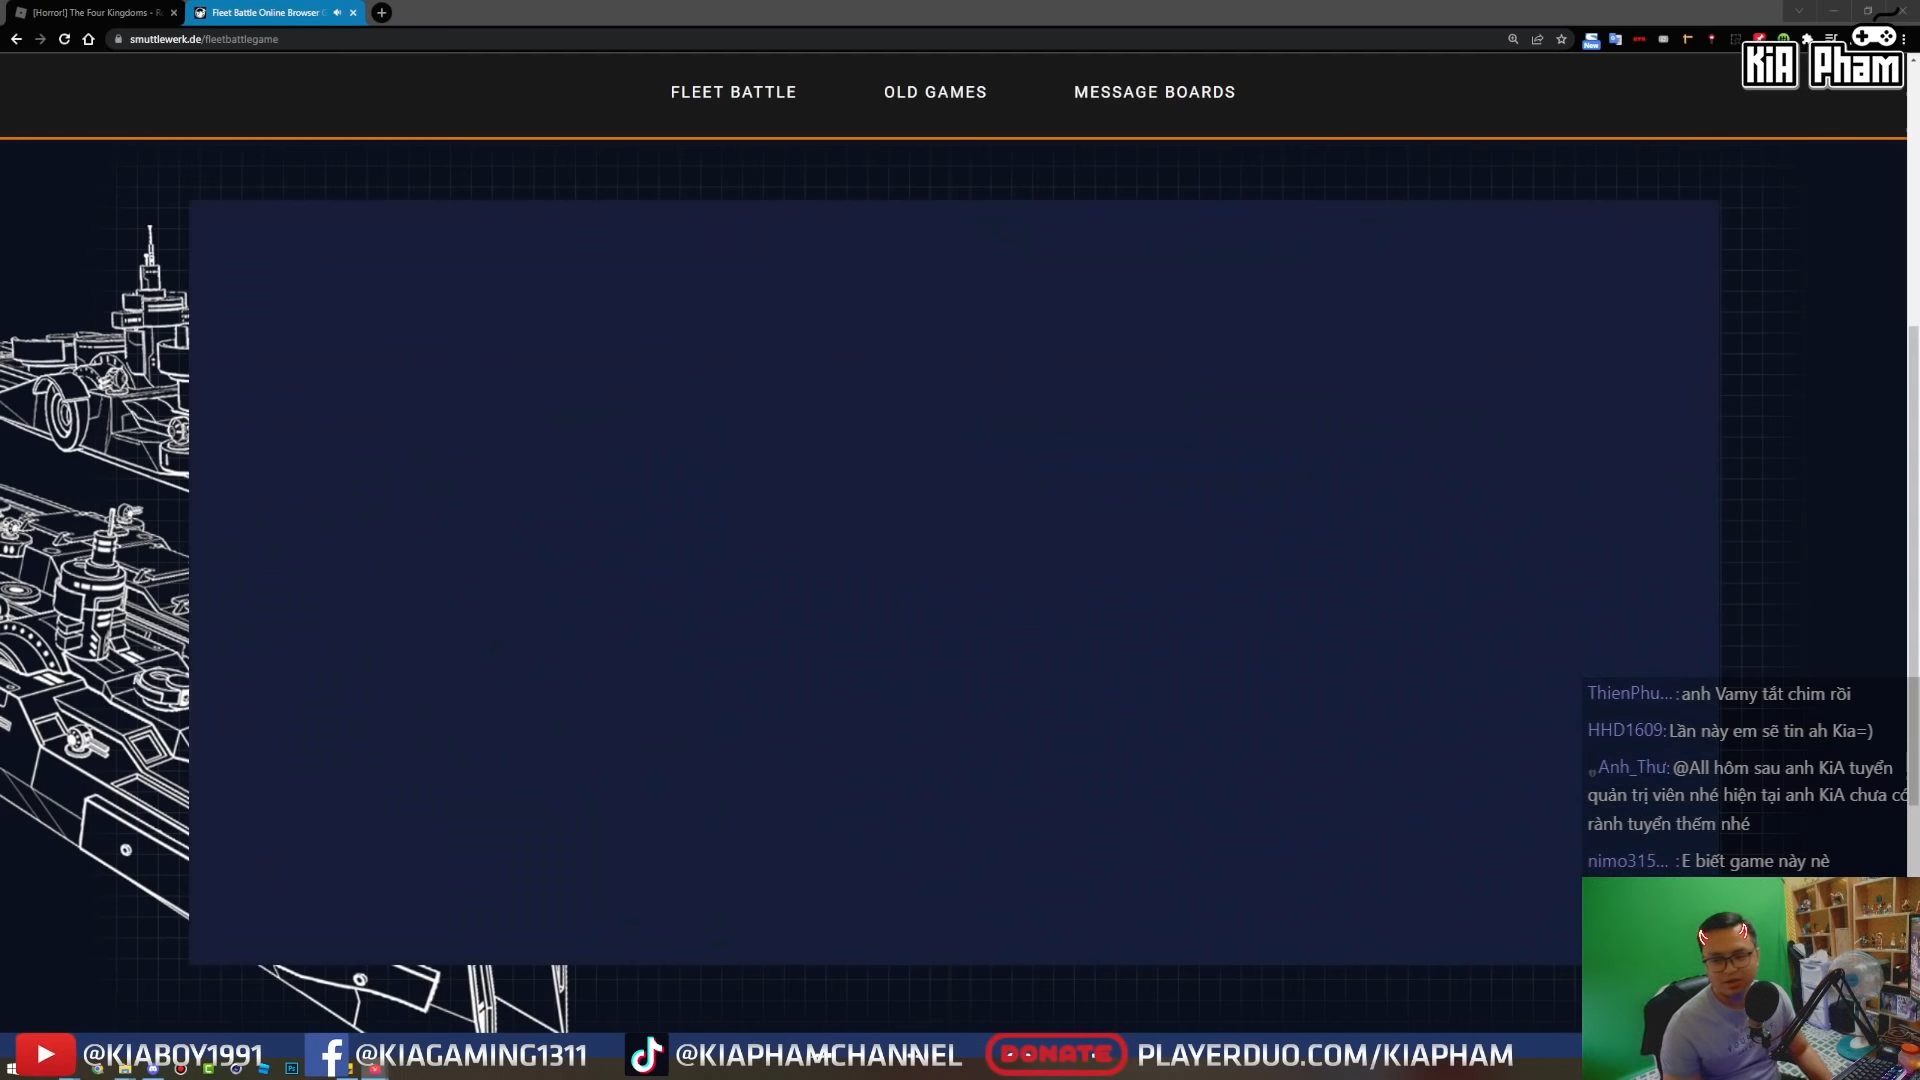 [Horror!] The Four Kingdoms - R
Fleet Battle Online Browser G
smuttlewerk.de/fleetbattlegame
New
KiA Pham
FLEET BATTLE
OLD GAMES
MESSAGE BOARDS
ThienPhu... : anh Vamy tắt chim rồi
HHD1609: Lần này em sẽ tin ah Kia=)
Anh_Thư: @All hôm sau anh KiA tuyển
quản trị viên nhé hiện tại anh KiA chưa có
rành tuyển thếm nhé
nimo315... : E biết game này nè
@KIABOY1991
@KIAGAMING1311
@KIAPHAMCHANNEL
DONATE
PLAYERDUO.COM/KIAPHAM